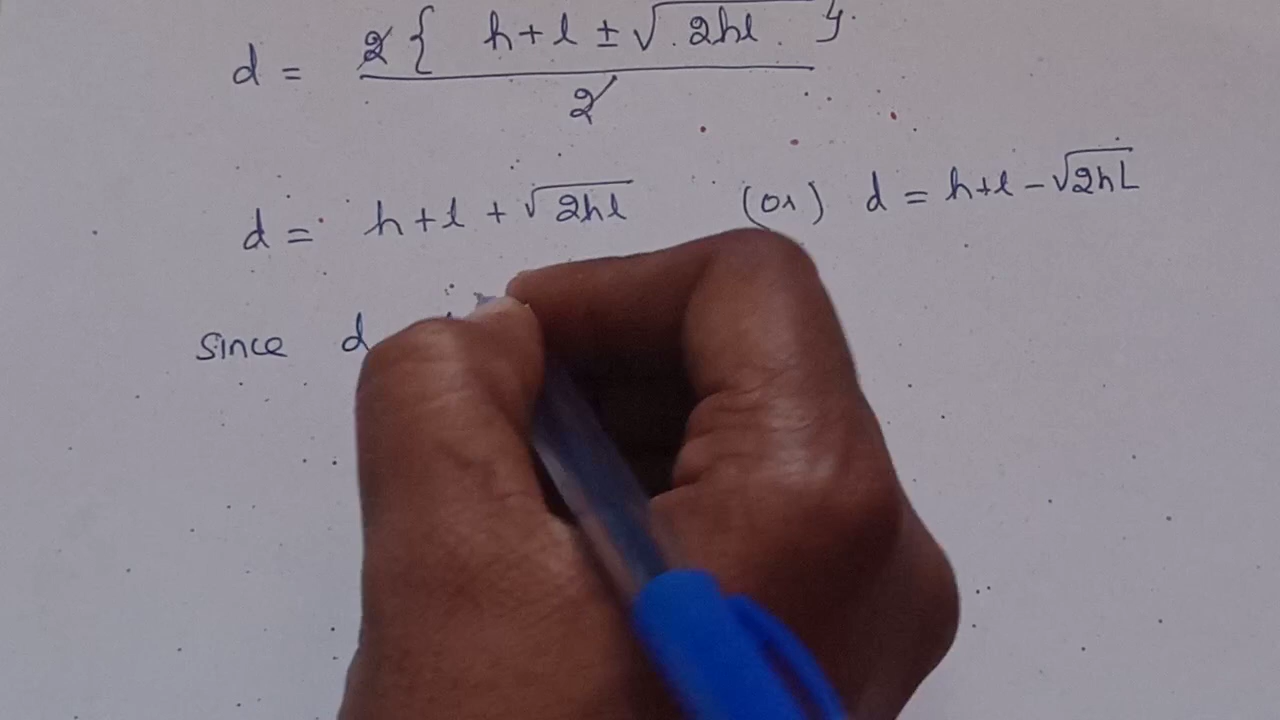 d = 2 { h + l ± √2hl } / 2
d = h + l + √2hl (or) d = h+l - √2hL
since d